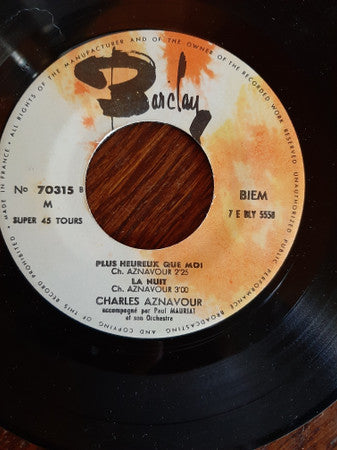 ALL RIGHTS OF THE MANUFACTURER AND OF THE OWNER OF THE RECORDED WORK RESERVED • UNAUTHORIZED PUBLIC PERFORMANCE BROADCASTING AND COPYING OF THIS RECORD PROHIBITED • MADE IN FRANCE •
Barclay
No 70315 B
M
SUPER 45 TOURS
BIEM
7 E BLY 5558
PLUS HEUREUX QUE MOI
Ch. AZNAVOUR 2'25
LA NUIT
Ch. AZNAVOUR 3'00
CHARLES AZNAVOUR
accompagné par Paul MAURIAT
et son Orchestre